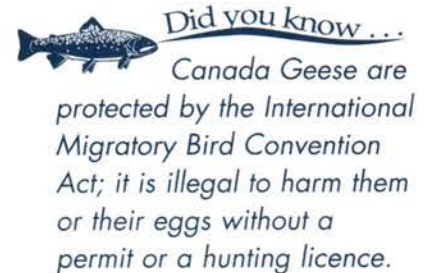 Did you know . . .
Canada Geese are
protected by the International
Migratory Bird Convention
Act; it is illegal to harm them
or their eggs without a
permit or a hunting licence.